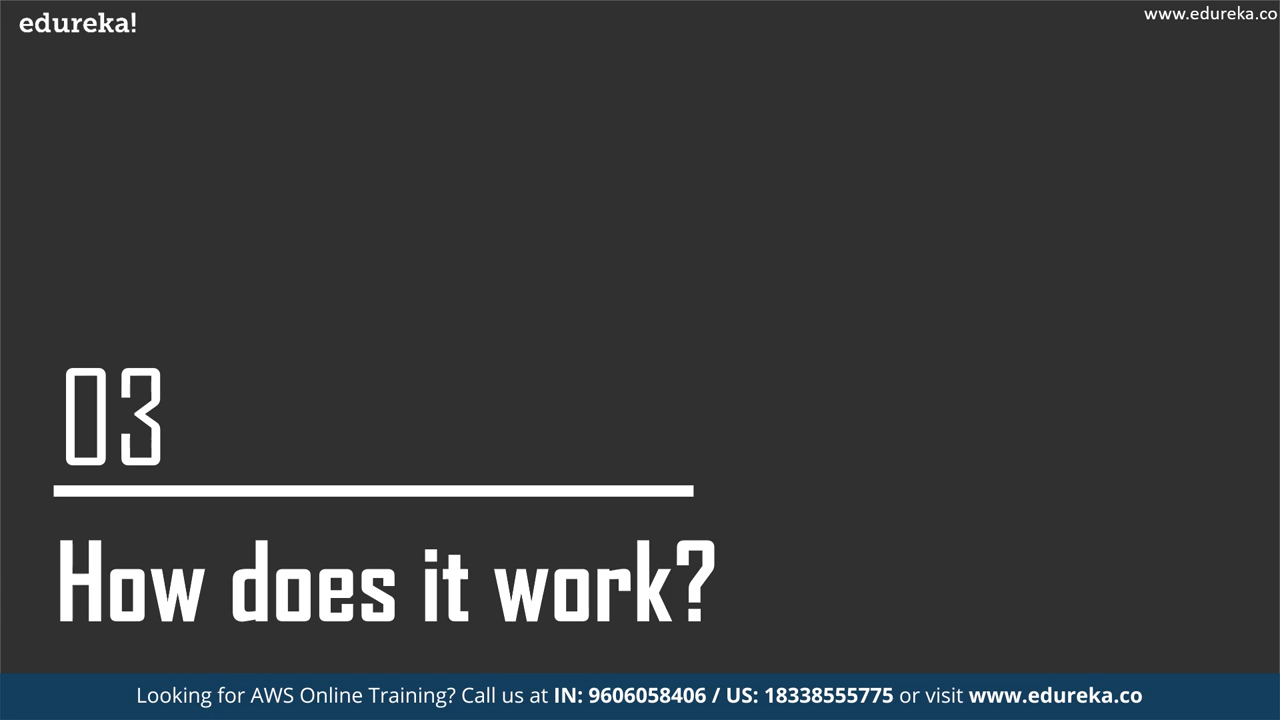 edureka!
www.edureka.co
03
How does it work?
Looking for AWS Online Training? Call us at IN: 9606058406 / US: 18338555775 or visit www.edureka.co